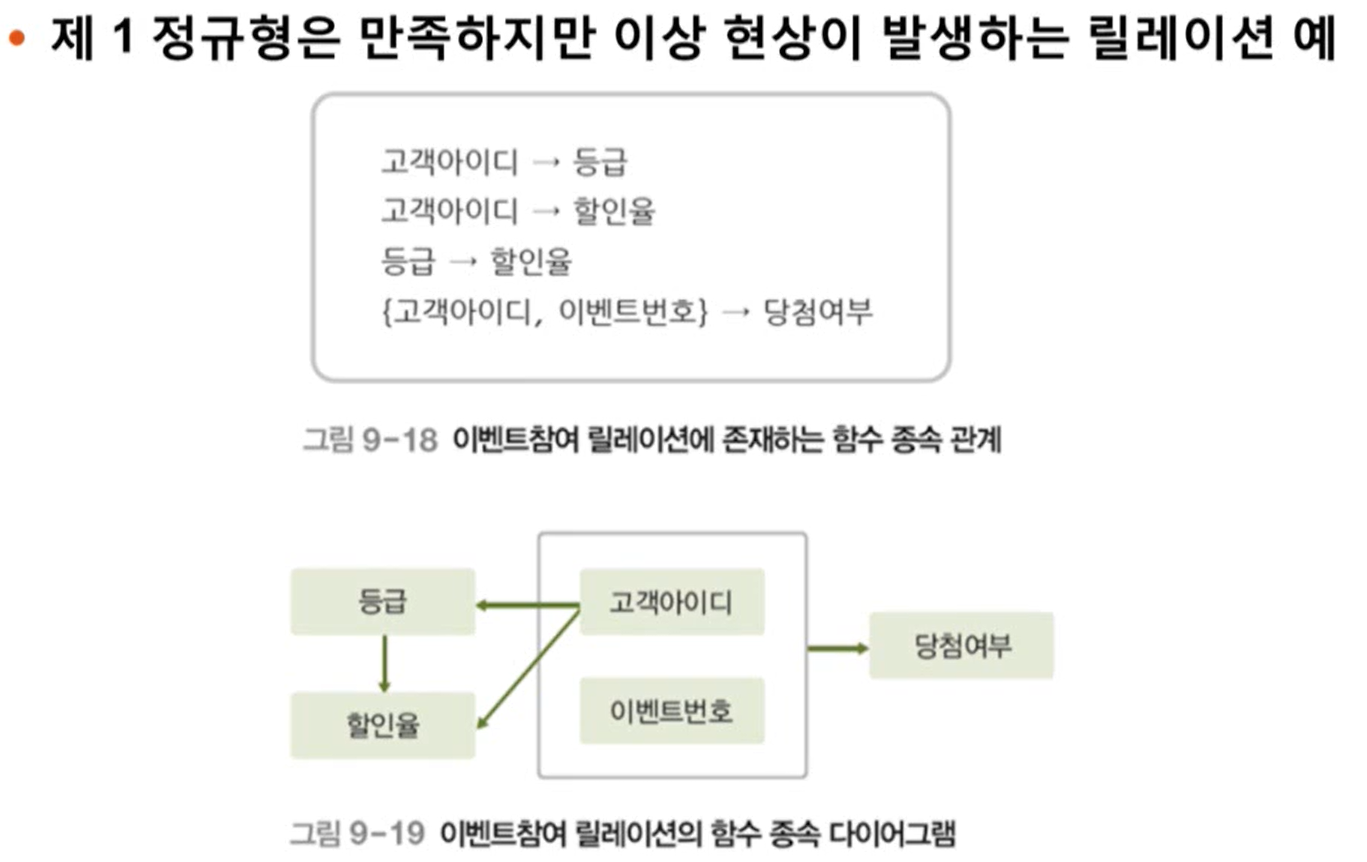 • 제 1 정규형은 만족하지만 이상 현상이 발생하는 릴레이션 예
고객아이디 → 등급
고객아이디 → 할인율
등급 → 할인율
{고객아이디, 이벤트번호} → 당첨여부
그림 9-18 이벤트참여 릴레이션에 존재하는 함수 종속 관계
등급
고객아이디
당첨여부
할인율
이벤트번호
그림 9-19 이벤트참여 릴레이션의 함수 종속 다이어그램